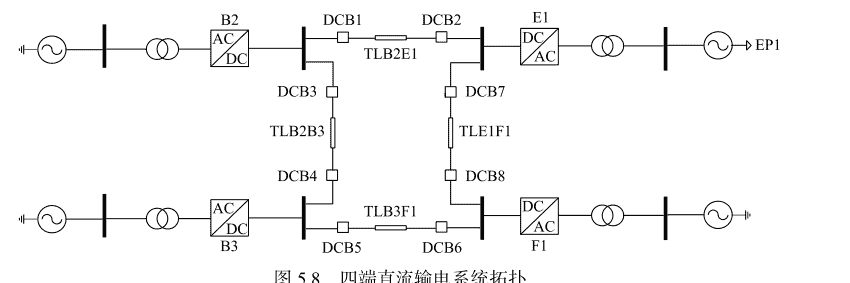 B2 DCB1 DCB2 E1
AC DC
TLB2E1
DC AC
EP1
DCB3 DCB7
TLB2B3 TLE1F1
DCB4 DCB8
AC DC
TLB3F1
DC AC
B3 DCB5 DCB6 F1
图 5.8 四端直流输电系统拓扑